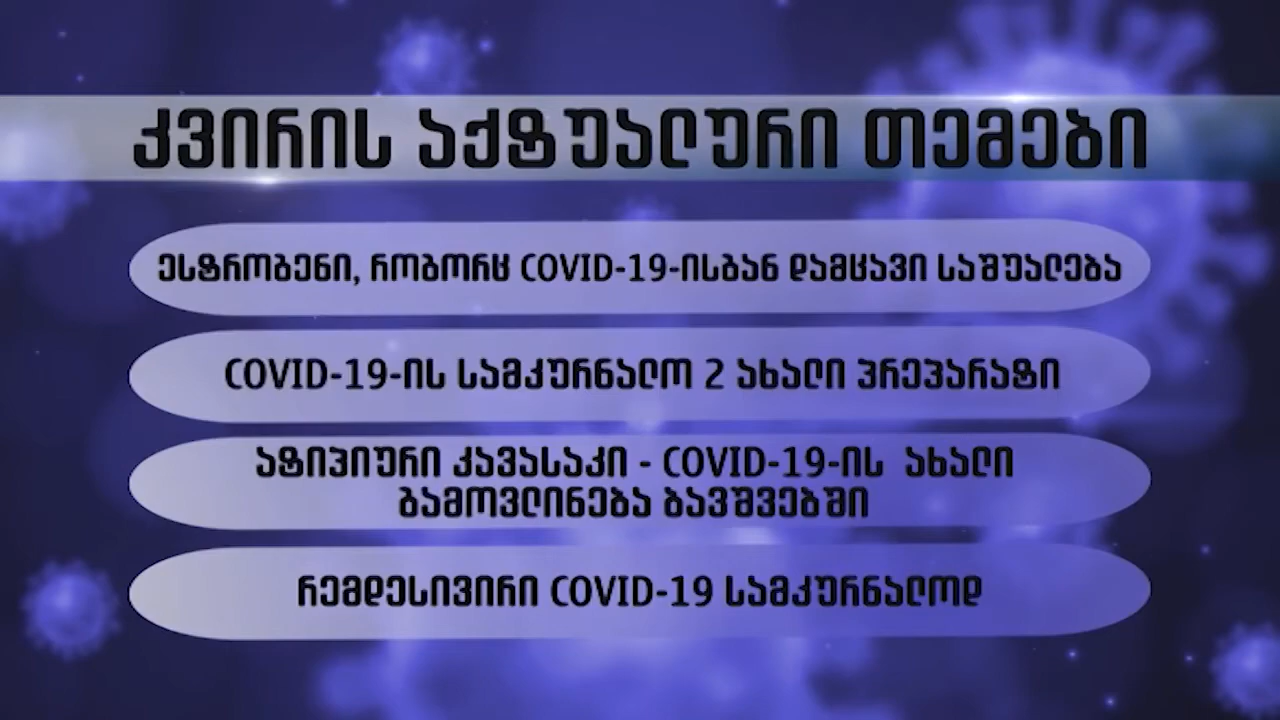 კვირის აქტუალური თემები
ესტროგენი, როგორც COVID-19-ისგან დამცავი საშუალება
COVID-19-ის სამკურნალო 2 ახალი პრეპარატი
ატიპიური კავასაკი - COVID-19-ის ახალი
გამოვლინება ბავშვებში
რემდესივირი COVID-19 სამკურნალოდ